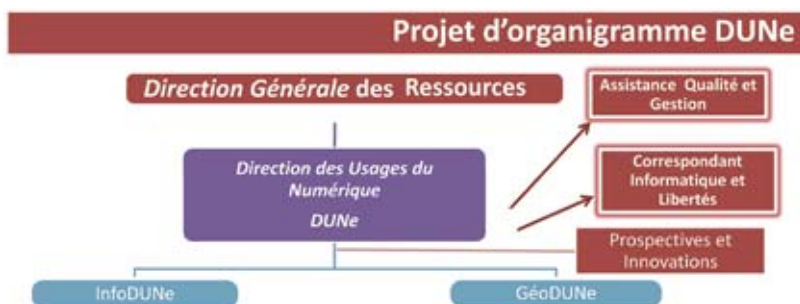 Projet d'organigramme DUNe
Direction Générale des Ressources
Assistance Qualité et
Gestion
Direction des Usages du
Numérique
DUNe
Correspondant
Informatique et
Libertés
Prospectives et
Innovations
InfoDUNe
GéoDUNe